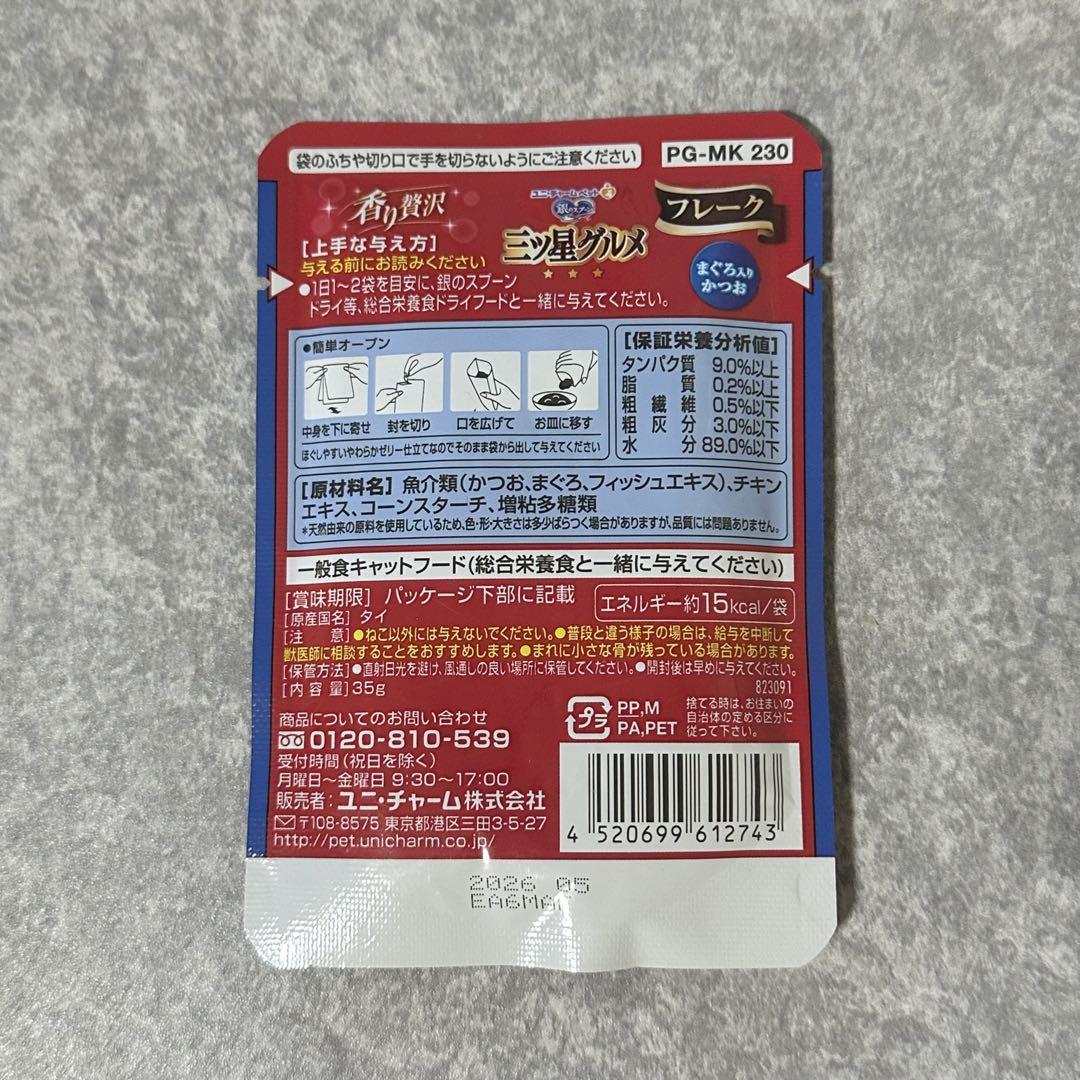 袋のふちや切り口で手を切らないようにご注意ください
PG-MK 230
香り贅沢
ユニ・チャーム ペット
銀のスプーン
三ツ星グルメ
フレーク
まぐろ入り
かつお
[上手な与え方]
与える前にお読みください
●1日1~2袋を目安に、銀のスプーン
ドライ等、総合栄養食ドライフードと一緒に与えてください。
●簡単オープン
中身を下に寄せ 封を切り 口を広げて お皿に移す
ほぐしやすいやわらかゼリー仕立てなのでそのまま袋から出して与えてください
[保証栄養分析値]
タンパク質 9.0%以上
脂質 0.2%以上
粗繊維 0.5%以下
粗灰分 3.0%以下
水分 89.0%以下
[原材料名]魚介類(かつお、まぐろ、フィッシュエキス)、チキン
エキス、コーンスターチ、増粘多糖類
*天然由来の原料を使用しているため、色・形・大きさは多少ばらつく場合がありますが、品質には問題ありません。
一般食キャットフード(総合栄養食と一緒に与えてください)
[賞味期限] パッケージ下部に記載
エネルギー約15kcal/袋
[原産国名]タイ
[注意]●ねこ以外には与えないでください。●普段と違う様子の場合は、給与を中断して
獣医師に相談することをおすすめします。●まれに小さな骨が残っている場合があります。
[保管方法]●直射日光を避け、風通しの良い場所に保管してください。●開封後は早めに与えてください。
[内容量]35g
823091
商品についてのお問い合わせ
0120-810-539
受付時間(祝日を除く)
月曜日~金曜日 9:30~17:00
販売者:ユニ・チャーム株式会社
〒108-8575 東京都港区三田3-5-27
http://pet.unicharm.co.jp/
プラ
PP,M
PA,PET
捨てる時は、お住まいの
自治体の定める区分に
従って下さい。
4 520699 612743
2026 05